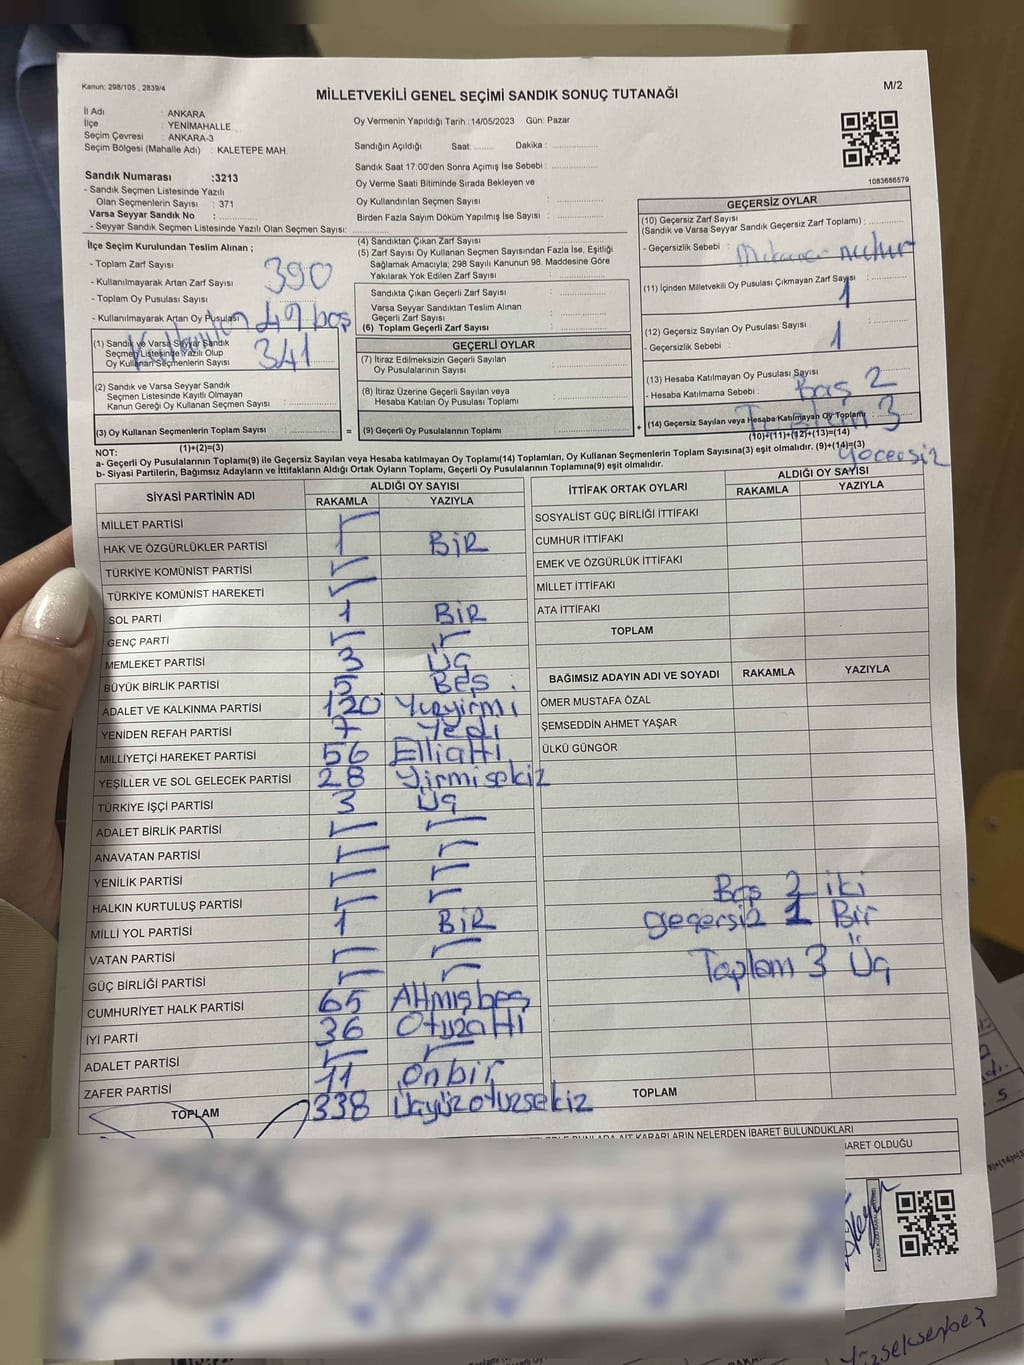 Kanun: 298/105 , 2839/4
M/2
MİLLETVEKİLİ GENEL SEÇİMİ SANDIK SONUÇ TUTANAĞI
İl Adı : ANKARA
İlçe : YENİMAHALLE
Seçim Çevresi : ANKARA-3
Seçim Bölgesi (Mahalle Adı) : KALETEPE MAH.
Sandık Numarası :3213
- Sandık Seçmen Listesinde Yazılı
Olan Seçmenlerin Sayısı : 371
Varsa Seyyar Sandık No :
- Seyyar Sandık Seçmen Listesinde Yazılı Olan Seçmen Sayısı:
Oy Vermenin Yapıldığı Tarih :14/05/2023 Gün: Pazar
Sandığın Açıldığı Saat: Dakika :
Sandık Saat 17:00'den Sonra Açımış İse Sebebi :
Oy Verme Saati Bitiminde Sırada Bekleyen ve
Oy Kullandırılan Seçmen Sayısı :
Birden Fazla Sayım Döküm Yapılmış İse Sayısı :
1083666579
İlçe Seçim Kurulundan Teslim Alınan ;
- Toplam Zarf Sayısı :
- Kullanılmayarak Artan Zarf Sayısı : 390
- Toplam Oy Pusulası Sayısı :
- Kullanılmayarak Artan Oy Pusulası 49 boş
Kullanılan 341
(1) Sandık ve Varsa Seyyar Sandık
Seçmen Listesinde Yazılı Olup
Oy Kullanan Seçmenlerin Sayısı
(2) Sandık ve Varsa Seyyar Sandık
Seçmen Listesinde Kayıtlı Olmayan
Kanun Gereği Oy Kullanan Seçmen Sayısı :
(3) Oy Kullanan Seçmenlerin Toplam Sayısı :
(4) Sandıktan Çıkan Zarf Sayısı :
(5) Zarf Sayısı Oy Kullanan Seçmen Sayısından Fazla İse, Eşitliği
Sağlamak Amacıyla; 298 Sayılı Kanunun 98. Maddesine Göre
Yakılarak Yok Edilen Zarf Sayısı :
Sandıkta Çıkan Geçerli Zarf Sayısı :
Varsa Seyyar Sandıktan Teslim Alınan
Geçerli Zarf Sayısı :
(6) Toplam Geçerli Zarf Sayısı :
GEÇERLİ OYLAR
(7) İtiraz Edilmeksizin Geçerli Sayılan
Oy Pusulalarının Sayısı :
(8) İtiraz Üzerine Geçerli Sayılan veya
Hesaba Katılan Oy Pusulası Toplamı :
= (9) Geçerli Oy Pusulalarının Toplamı :
GEÇERSİZ OYLAR
(10) Geçersiz Zarf Sayısı
(Sandık ve Varsa Seyyar Sandık Geçersiz Zarf Toplamı) :
- Geçersizlik Sebebi :
(11) İçinden Milletvekili Oy Pusulası Çıkmayan Zarf Sayısı : 1
(12) Geçersiz Sayılan Oy Pusulası Sayısı :
- Geçersizlik Sebebi : 1
(13) Hesaba Katılmayan Oy Pusulası Sayısı :
- Hesaba Katılmama Sebebi : Boş 2
Toplam 3
+ (14) Geçersiz Sayılan veya Hesaba Katılmayan Oy Toplamı :
(10)+(11)+(12)+(13)=(14)
NOT: (1)+(2)=(3)
a- Geçerli Oy Pusulalarının Toplamı(9) ile Geçersiz Sayılan veya Hesaba katılmayan Oy Toplamı(14) Toplamları, Oy Kullanan Seçmenlerin Toplam Sayısına(3) eşit olmalıdır. (9)+(14)=(3)
b- Siyasi Partilerin, Bağımsız Adayların ve İttifakların Aldığı Ortak Oyların Toplamı, Geçerli Oy Pusulalarının Toplamına(9) eşit olmalıdır.
SİYASİ PARTİNİN ADI ALDIĞI OY SAYISI
RAKAMLA YAZIYLA
MİLLET PARTİSİ
HAK VE ÖZGÜRLÜKLER PARTİSİ 1 BİR
TÜRKİYE KOMÜNİST PARTİSİ
TÜRKİYE KOMÜNİST HAREKETİ
SOL PARTİ 1 BİR
GENÇ PARTİ
MEMLEKET PARTİSİ 3 Üç
BÜYÜK BİRLİK PARTİSİ 5 Beş
ADALET VE KALKINMA PARTİSİ 120 Yüzyirmi
YENİDEN REFAH PARTİSİ 7 Yedi
MİLLİYETÇİ HAREKET PARTİSİ 56 Ellialtı
YEŞİLLER VE SOL GELECEK PARTİSİ 28 Yirmisekiz
TÜRKİYE İŞÇİ PARTİSİ 3 Üç
ADALET BİRLİK PARTİSİ
ANAVATAN PARTİSİ
YENİLİK PARTİSİ
HALKIN KURTULUŞ PARTİSİ
MİLLİ YOL PARTİSİ 1 BİR
VATAN PARTİSİ
GÜÇ BİRLİĞİ PARTİSİ
CUMHURİYET HALK PARTİSİ 65 Altmışbeş
İYİ PARTİ 36 Otuzaltı
ADALET PARTİSİ
ZAFER PARTİSİ 11 Onbir
TOPLAM 338 Üçyüzotuzsekiz
İTTİFAK ORTAK OYLARI ALDIĞI OY SAYISI
RAKAMLA YAZIYLA
SOSYALİST GÜÇ BİRLİĞİ İTTİFAKI
CUMHUR İTTİFAKI
EMEK VE ÖZGÜRLÜK İTTİFAKI
MİLLET İTTİFAKI
ATA İTTİFAKI
TOPLAM
BAĞIMSIZ ADAYIN ADI VE SOYADI RAKAMLA YAZIYLA
ÖMER MUSTAFA ÖZAL
ŞEMSEDDİN AHMET YAŞAR
ÜLKÜ GÜNGÖR
Boş 2 iki
geçersiz 1 Bir
Toplam 3 Üç
TOPLAM
KARARLARIN NELERDEN İBARET BULUNDUKLARI
OLDUĞU